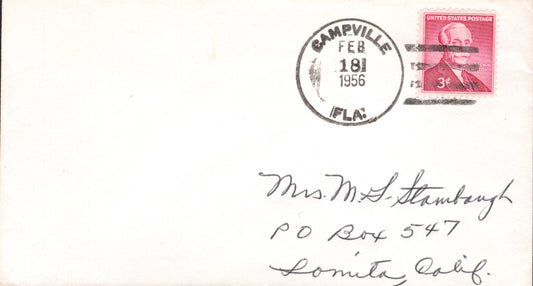 UNITED STATES POSTAGE
3¢
CAMPVILLE
FEB
18
1956
FLA.
Mrs. M. S. Stambaugh
PO Box 547
Lomita, Calif.